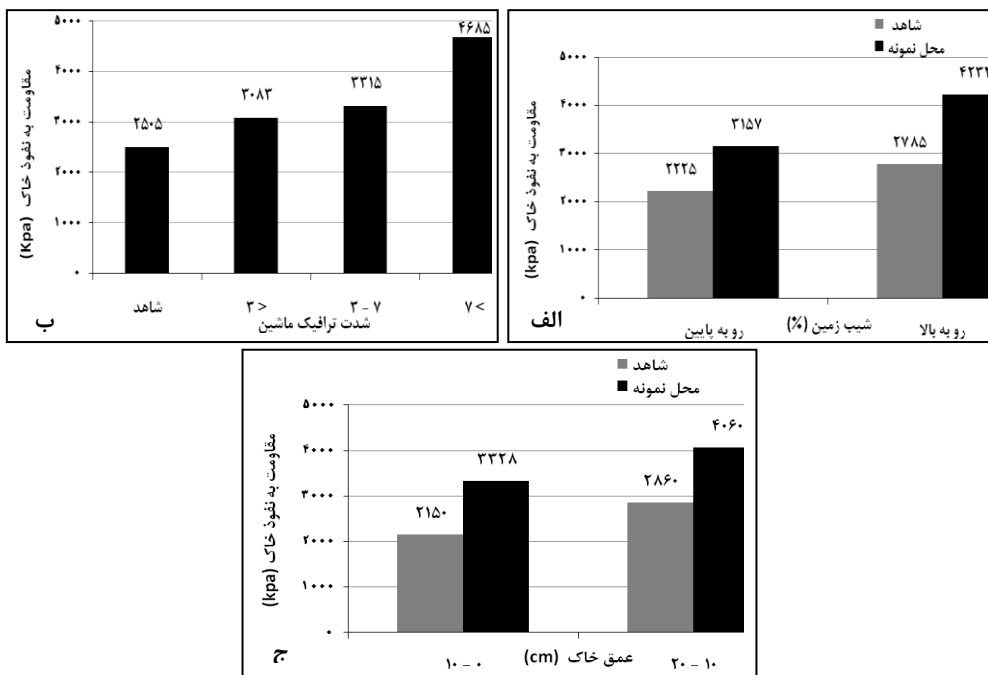 شاهد
محل نمونه
مقاومت به نفوذ خاک (kpa)
۵۰۰۰
۴۰۰۰
۳۰۰۰
۲۰۰۰
۱۰۰۰
۰
۲۲۲۵
۳۱۵۷
۲۷۸۵
رو به پایین
شیب زمین (%)
رو به بالا
الف
مقاومت به نفوذ خاک (Kpa)
۵۰۰۰
۴۰۰۰
۳۰۰۰
۲۰۰۰
۱۰۰۰
۰
۲۵۰۵
۳۰۸۳
۳۳۱۵
۴۶۸۵
شاهد
۳ <
۳ - ۷
۷ >
شدت ترافیک ماشین
ب
شاهد
محل نمونه
مقاومت به نفوذ خاک (kpa)
۵۰۰۰
۴۰۰۰
۳۰۰۰
۲۰۰۰
۱۰۰۰
۰
۲۱۵۰
۳۳۲۸
۲۸۶۰
۴۰۶۰
۱۰ - ۰
عمق خاک (cm)
۲۰ - ۱۰
ج